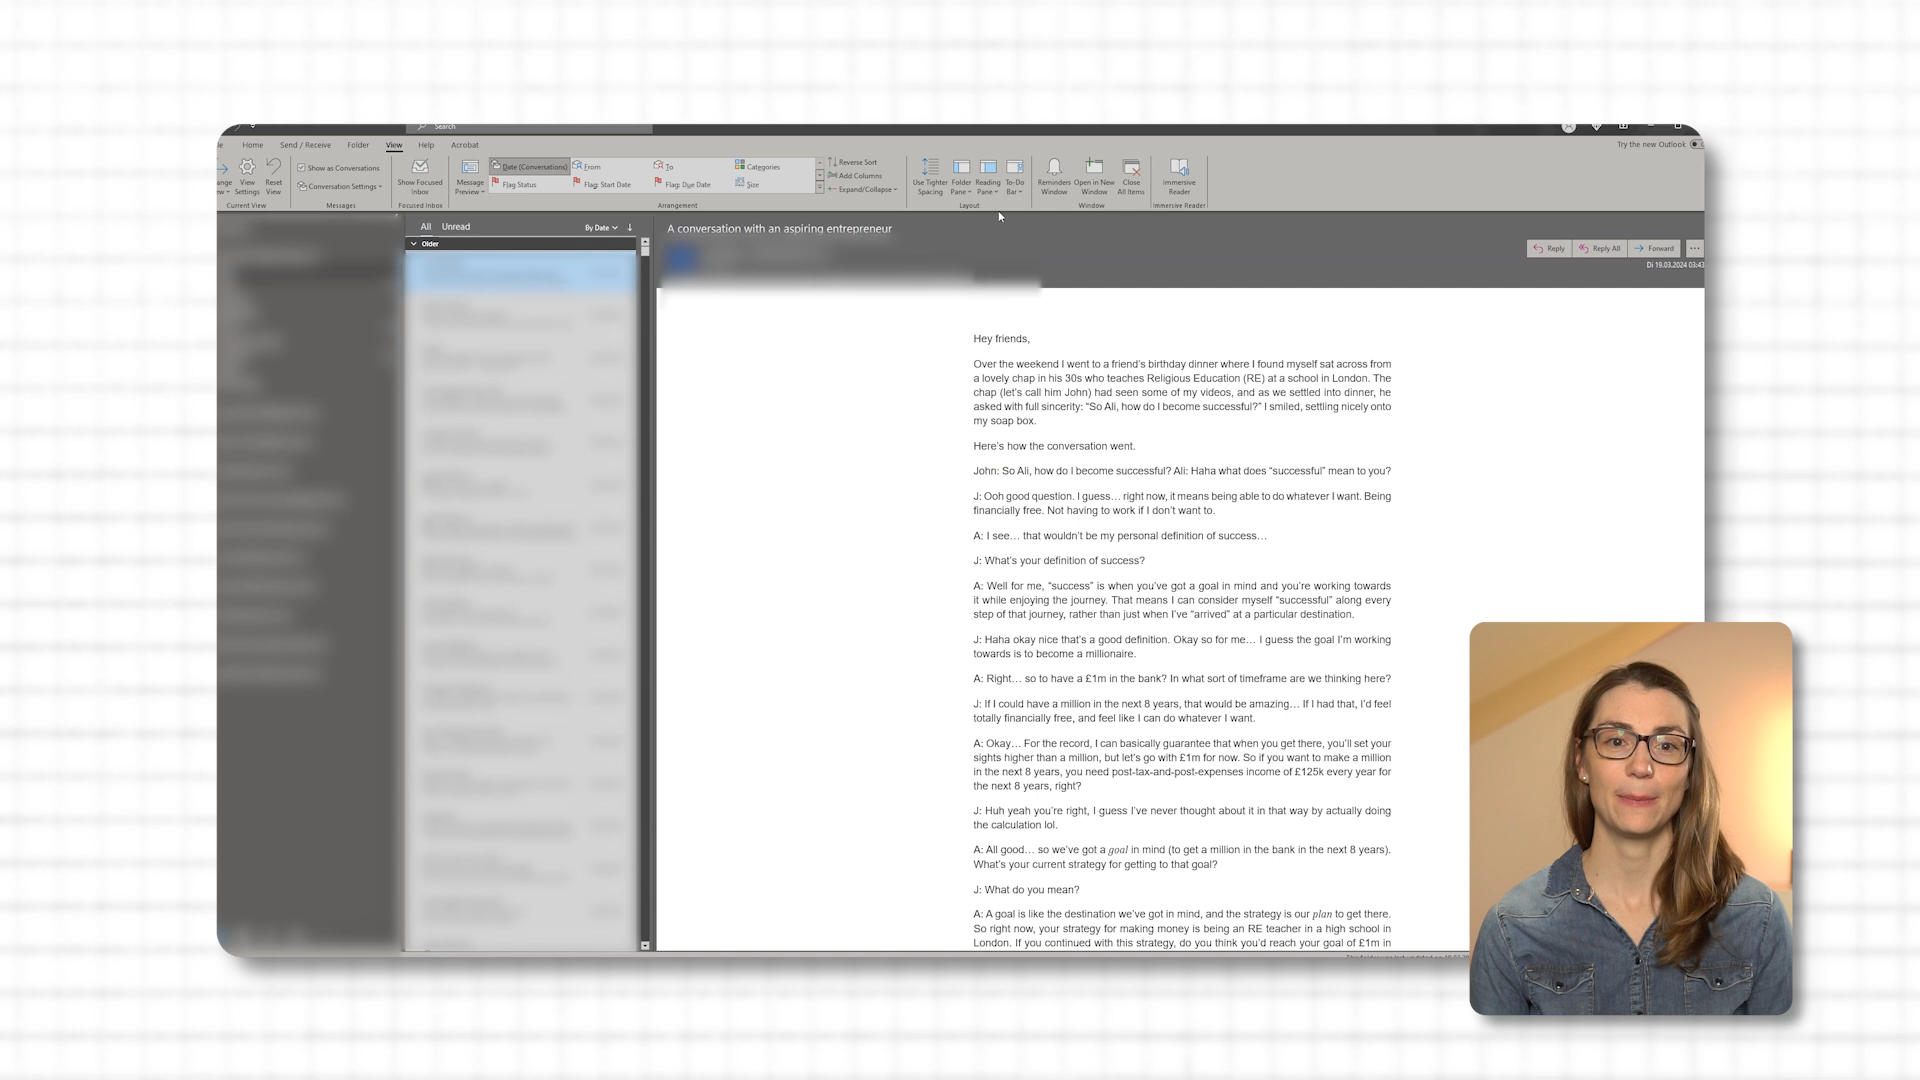 Search
Home Send / Receive Folder View Help Acrobat
Try the new Outlook
View Settings
Reset View
Current View
Show as Conversations
Conversation Settings
Messages
Show Focused Inbox
Focused Inbox
Message Preview
Date (Conversations) From To Categories
Flag Status Flag: Start Date Flag: Due Date Size
Arrangement
Reverse Sort
Add Columns
Expand/Collapse
Use Tighter Spacing
Folder Pane
Reading Pane
To-Do Bar
Layout
Reminders Window
Open in New Window
Close All Items
Window
Immersive Reader
Immersive Reader
All Unread By Date
Older
A conversation with an aspiring entrepreneur
Reply Reply All Forward
Di 19.03.2024 03:43
Hey friends,
Over the weekend I went to a friend's birthday dinner where I found myself sat across from
a lovely chap in his 30s who teaches Religious Education (RE) at a school in London. The
chap (let's call him John) had seen some of my videos, and as we settled into dinner, he
asked with full sincerity: “So Ali, how do I become successful?” I smiled, settling nicely onto
my soap box.
Here's how the conversation went.
John: So Ali, how do I become successful? Ali: Haha what does “successful” mean to you?
J: Ooh good question. I guess… right now, it means being able to do whatever I want. Being
financially free. Not having to work if I don't want to.
A: I see… that wouldn't be my personal definition of success…
J: What's your definition of success?
A: Well for me, “success” is when you've got a goal in mind and you're working towards
it while enjoying the journey. That means I can consider myself “successful” along every
step of that journey, rather than just when I've “arrived” at a particular destination.
J: Haha okay nice that's a good definition. Okay so for me… I guess the goal I'm working
towards is to become a millionaire.
A: Right… so to have a £1m in the bank? In what sort of timeframe are we thinking here?
J: If I could have a million in the next 8 years, that would be amazing… If I had that, I'd feel
totally financially free, and feel like I can do whatever I want.
A: Okay… For the record, I can basically guarantee that when you get there, you'll set your
sights higher than a million, but let's go with £1m for now. So if you want to make a million
in the next 8 years, you need post-tax-and-post-expenses income of £125k every year for
the next 8 years, right?
J: Huh yeah you're right, I guess I've never thought about it in that way by actually doing
the calculation lol.
A: All good… so we've got a goal in mind (to get a million in the bank in the next 8 years).
What's your current strategy for getting to that goal?
J: What do you mean?
A: A goal is like the destination we've got in mind, and the strategy is our plan to get there.
So right now, your strategy for making money is being an RE teacher in a high school in
London. If you continued with this strategy, do you think you'd reach your goal of £1m in